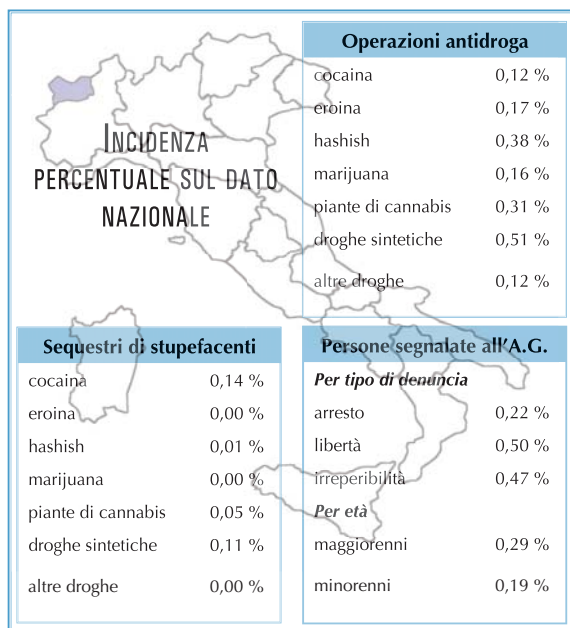 INCIDENZA
PERCENTUALE SUL DATO
NAZIONALE
Operazioni antidroga
cocaina 0,12 %
eroina 0,17 %
hashish 0,38 %
marijuana 0,16 %
piante di cannabis 0,31 %
droghe sintetiche 0,51 %
altre droghe 0,12 %
Sequestri di stupefacenti
cocaina 0,14 %
eroina 0,00 %
hashish 0,01 %
marijuana 0,00 %
piante di cannabis 0,05 %
droghe sintetiche 0,11 %
altre droghe 0,00 %
Persone segnalate all'A.G.
Per tipo di denuncia
arresto 0,22 %
libertà 0,50 %
irreperibilità 0,47 %
Per età
maggiorenni 0,29 %
minorenni 0,19 %